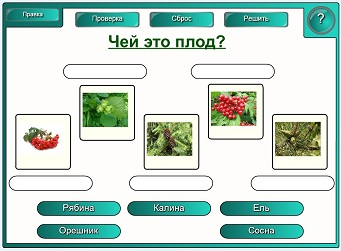 Правка Проверка Сброс Решить ?
Чей это плод?
Рябина Калина Ель
Орешник Сосна